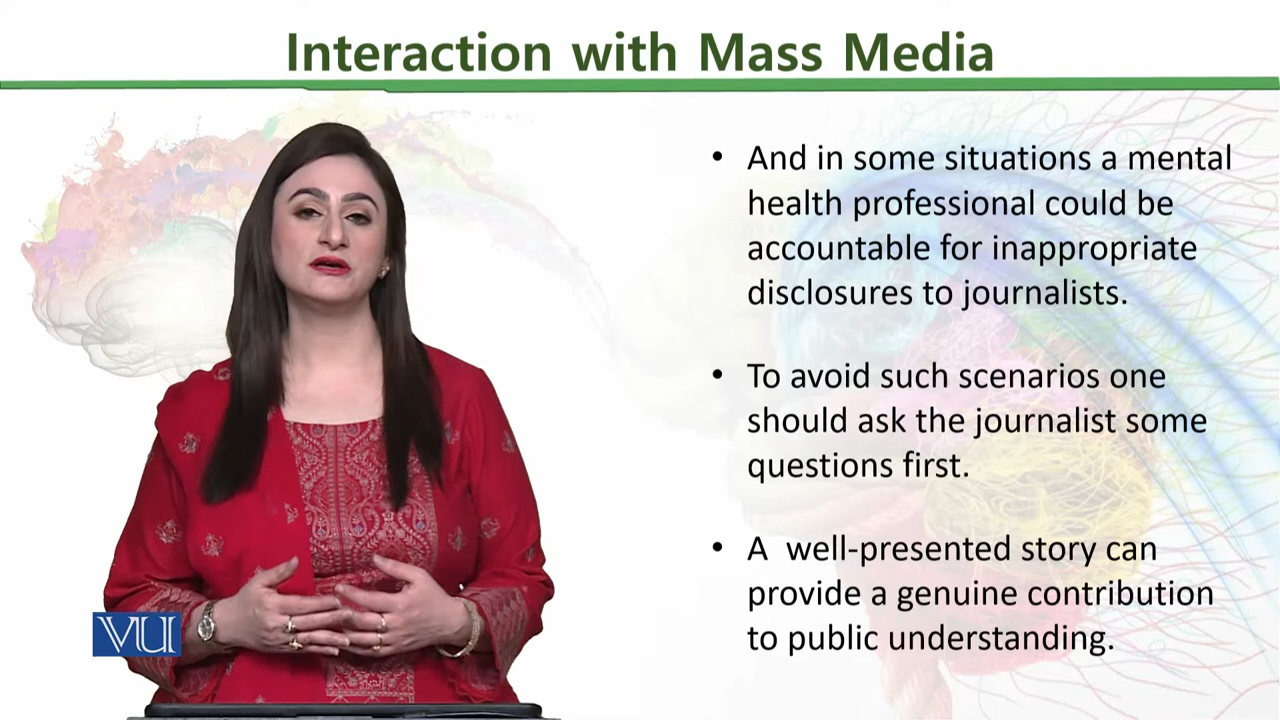 Interaction with Mass Media
• And in some situations a mental
health professional could be
accountable for inappropriate
disclosures to journalists.
• To avoid such scenarios one
should ask the journalist some
questions first.
• A well-presented story can
provide a genuine contribution
to public understanding.
VU